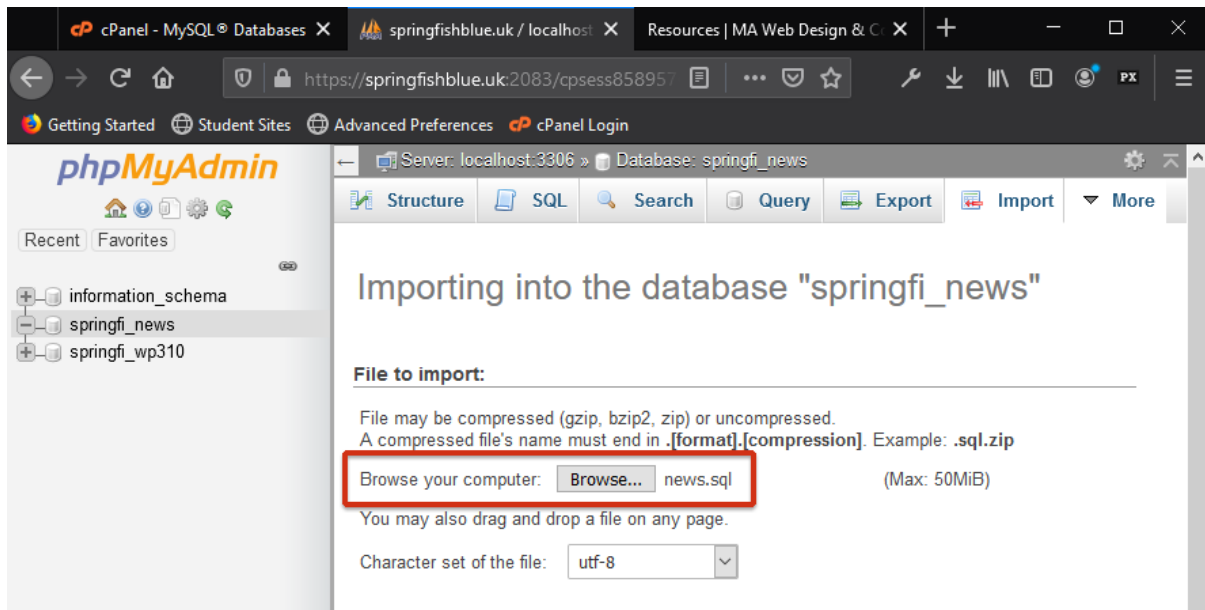 cPanel - MySQL® Databases
springfishblue.uk / localhost
Resources | MA Web Design & C
https://springfishblue.uk:2083/cpsess858957
PX
Getting Started Student Sites Advanced Preferences cPanel Login
phpMyAdmin
Recent Favorites
information_schema
springfi_news
springfi_wp310
Server: localhost:3306 » Database: springfi_news
Structure SQL Search Query Export Import More
Importing into the database "springfi_news"
File to import:
File may be compressed (gzip, bzip2, zip) or uncompressed.
A compressed file's name must end in .[format].[compression]. Example: .sql.zip
Browse your computer: Browse... news.sql (Max: 50MiB)
You may also drag and drop a file on any page.
Character set of the file: utf-8